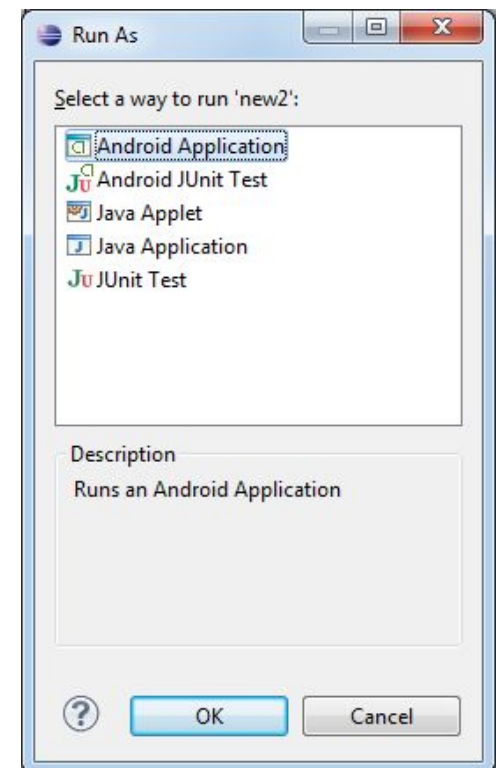 Run As
Select a way to run 'new2':
Android Application
Android JUnit Test
Java Applet
Java Application
JUnit Test
Description
Runs an Android Application
OK
Cancel